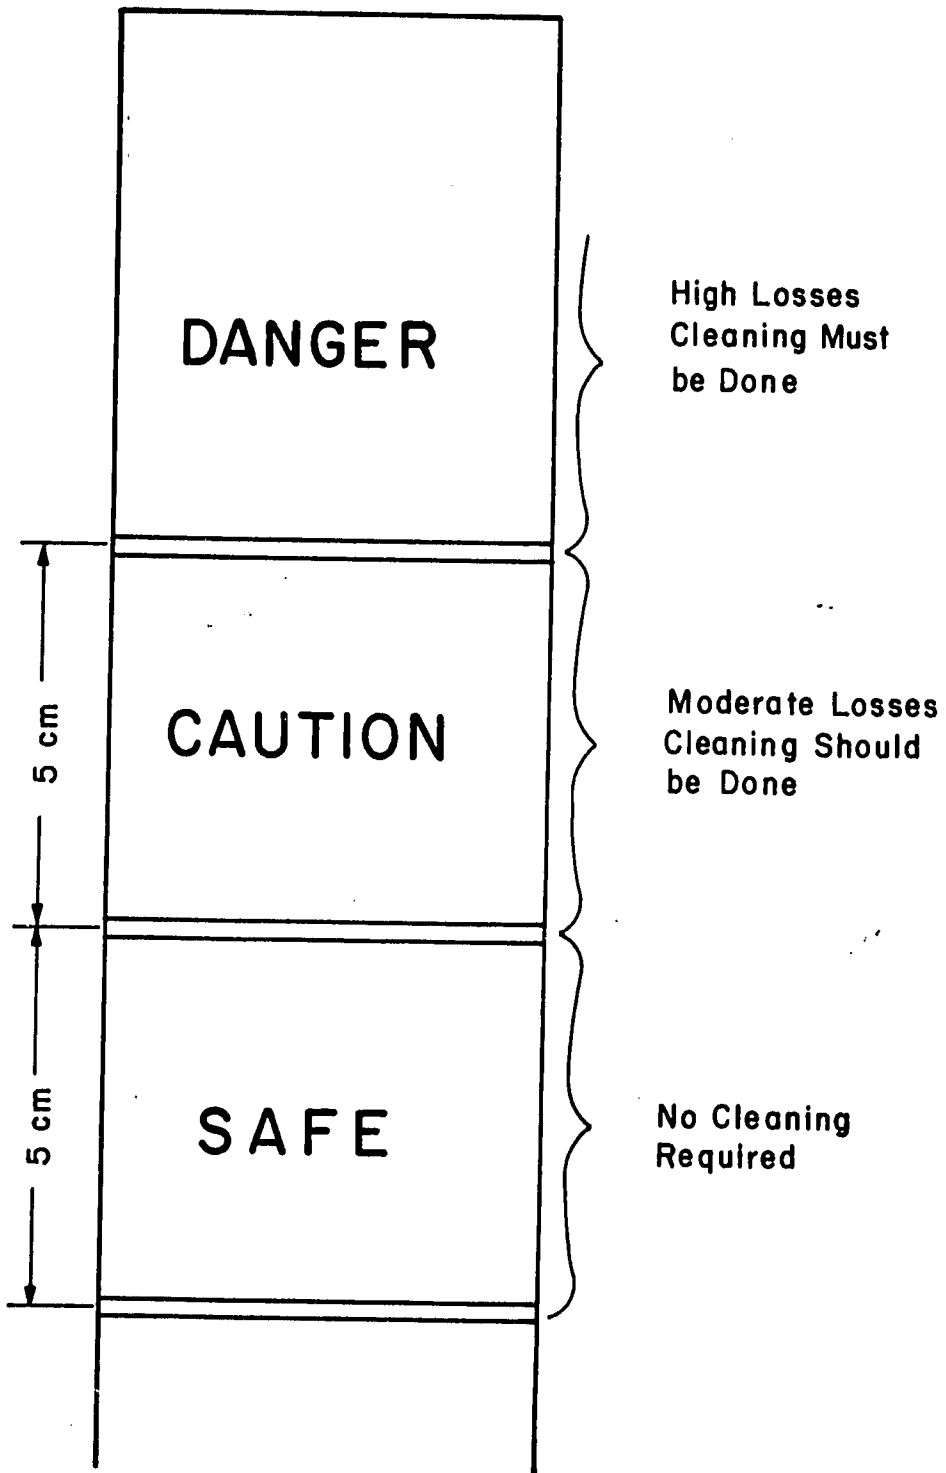 DANGER
High Losses
Cleaning Must
be Done
5 cm
CAUTION
Moderate Losses
Cleaning Should
be Done
5 cm
SAFE
No Cleaning
Required